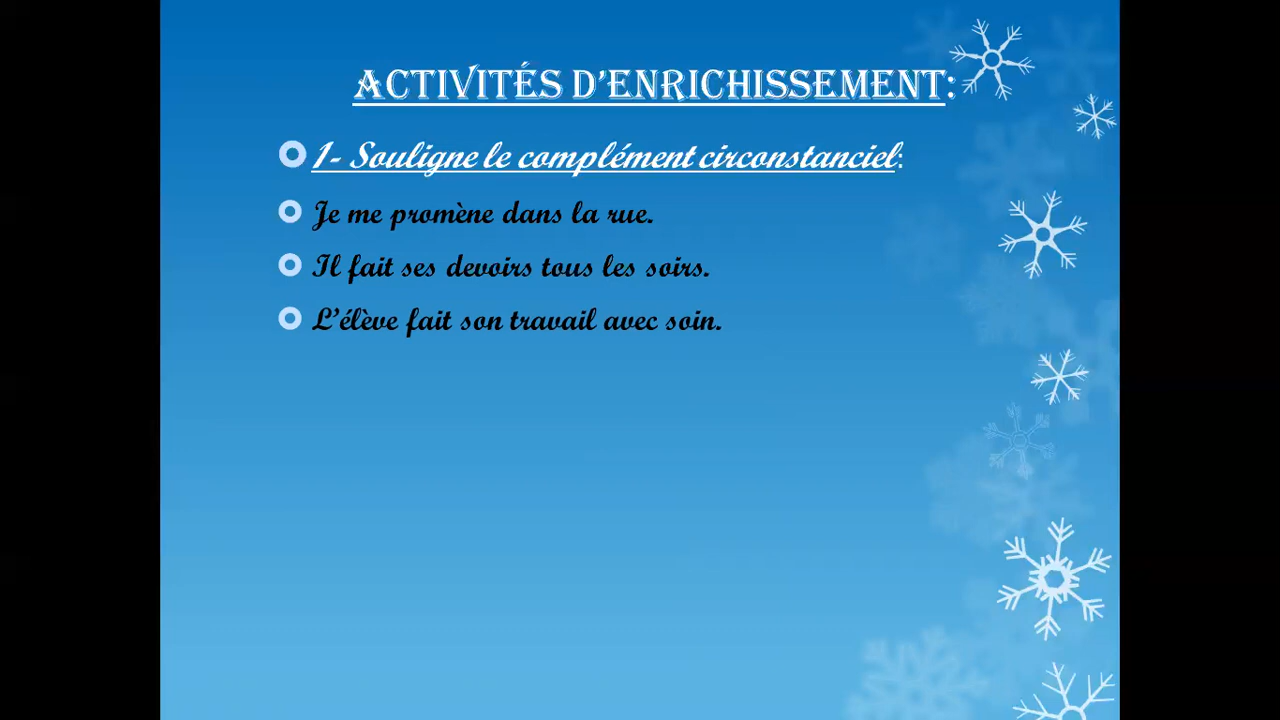 ACTIVITÉS D'ENRICHISSEMENT:
1- Souligne le complément circonstanciel:
Je me promène dans la rue.
Il fait ses devoirs tous les soirs.
L'élève fait son travail avec soin.